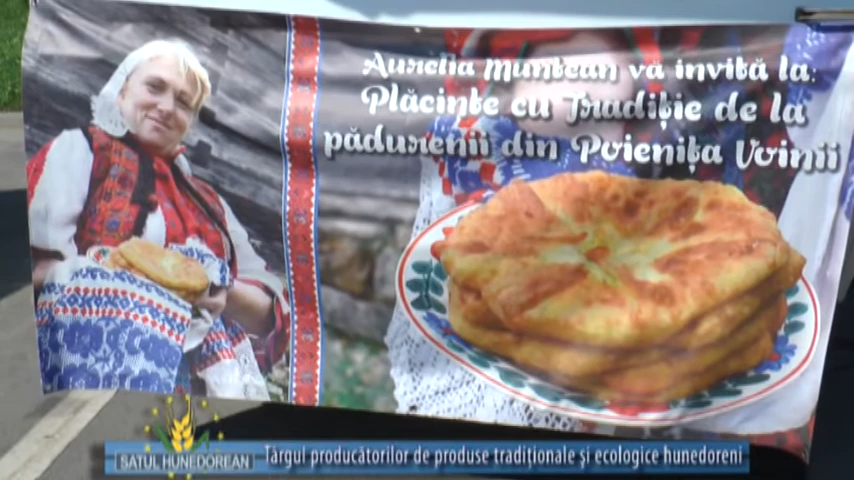 Aurelia Muntean vă invită la:
Plăcinte cu Tradiție de la
pădurenii din Poienița Voinii
SATUL HUNEDOREAN
Târgul producătorilor de produse tradiționale și ecologice hunedoreni